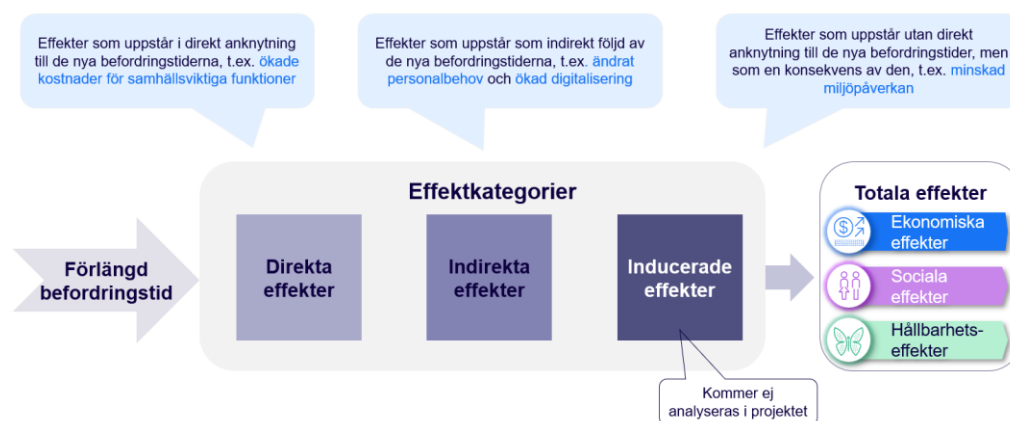 Effekter som uppstår i direkt anknytning
till de nya befordringstiderna, t.ex. ökade
kostnader för samhällsviktiga funktioner
Effekter som uppstår som indirekt följd av
de nya befordringstiderna, t.ex. ändrat
personalbehov och ökad digitalisering
Effekter som uppstår utan direkt
anknytning till de nya befordringstider, men
som en konsekvens av den, t.ex. minskad
miljöpåverkan
Effektkategorier
Förlängd
befordringstid
Direkta
effekter
Indirekta
effekter
Inducerade
effekter
Kommer ej
analyseras i projektet
Totala effekter
Ekonomiska
effekter
Sociala
effekter
Hållbarhets-
effekter